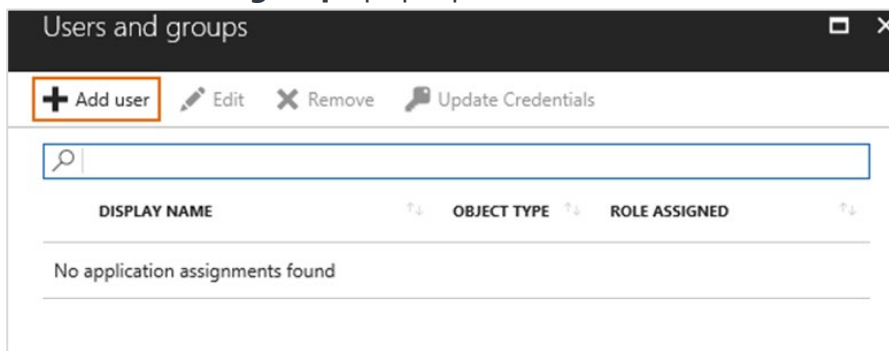 Users and groups
Add user Edit Remove Update Credentials
DISPLAY NAME OBJECT TYPE ROLE ASSIGNED
No application assignments found